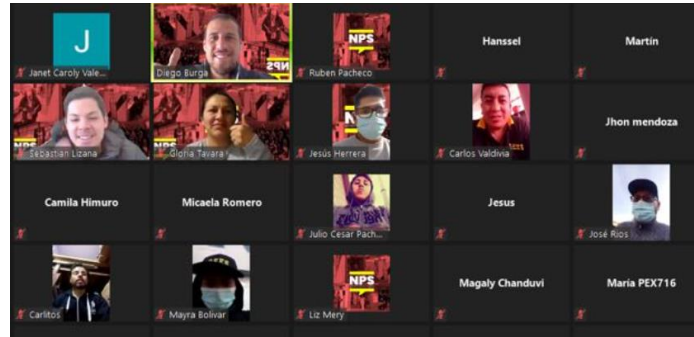 J
Janet Caroly Vale...
Diego Burga
NPS
NPS
Ruben Pacheco
Hanssel
Martín
NPS
Sebastian Lizana
Gloria Tavara
Jesús Herrera
Carlos Valdivia
Jhon mendoza
Camila Himuro
Micaela Romero
Julio Cesar Pach...
Jesus
José Rios
Carlitos
Mayra Bolivar
NPS
Liz Mery
Magaly Chanduvi
María PEX716